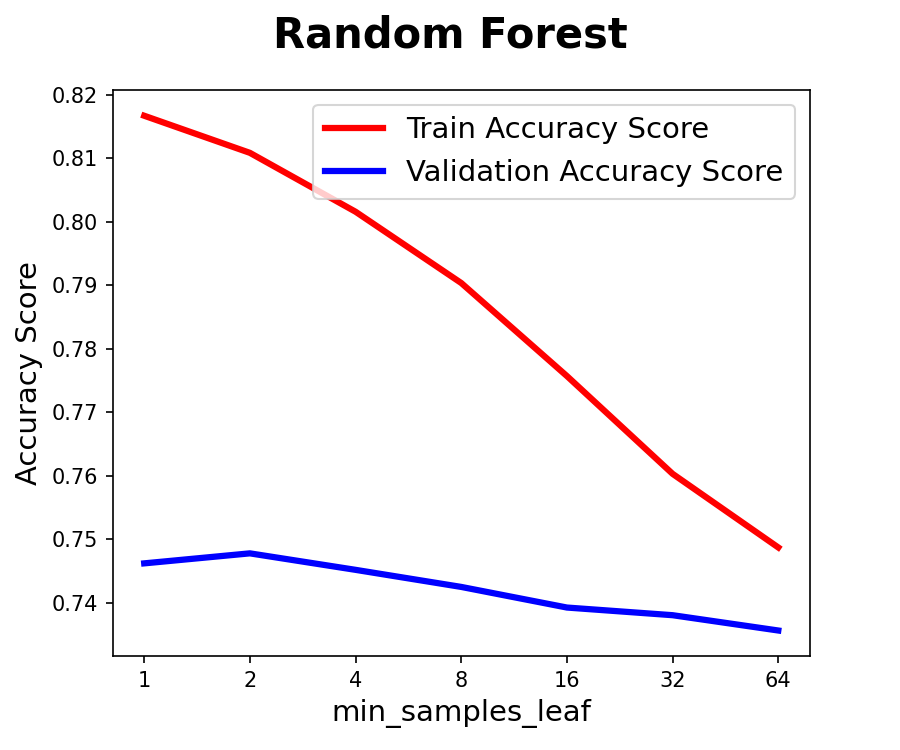 Random Forest
Train Accuracy Score
Validation Accuracy Score
Accuracy Score
0.82
0.81
0.80
0.79
0.78
0.77
0.76
0.75
0.74
1 2 4 8 16 32 64
min_samples_leaf